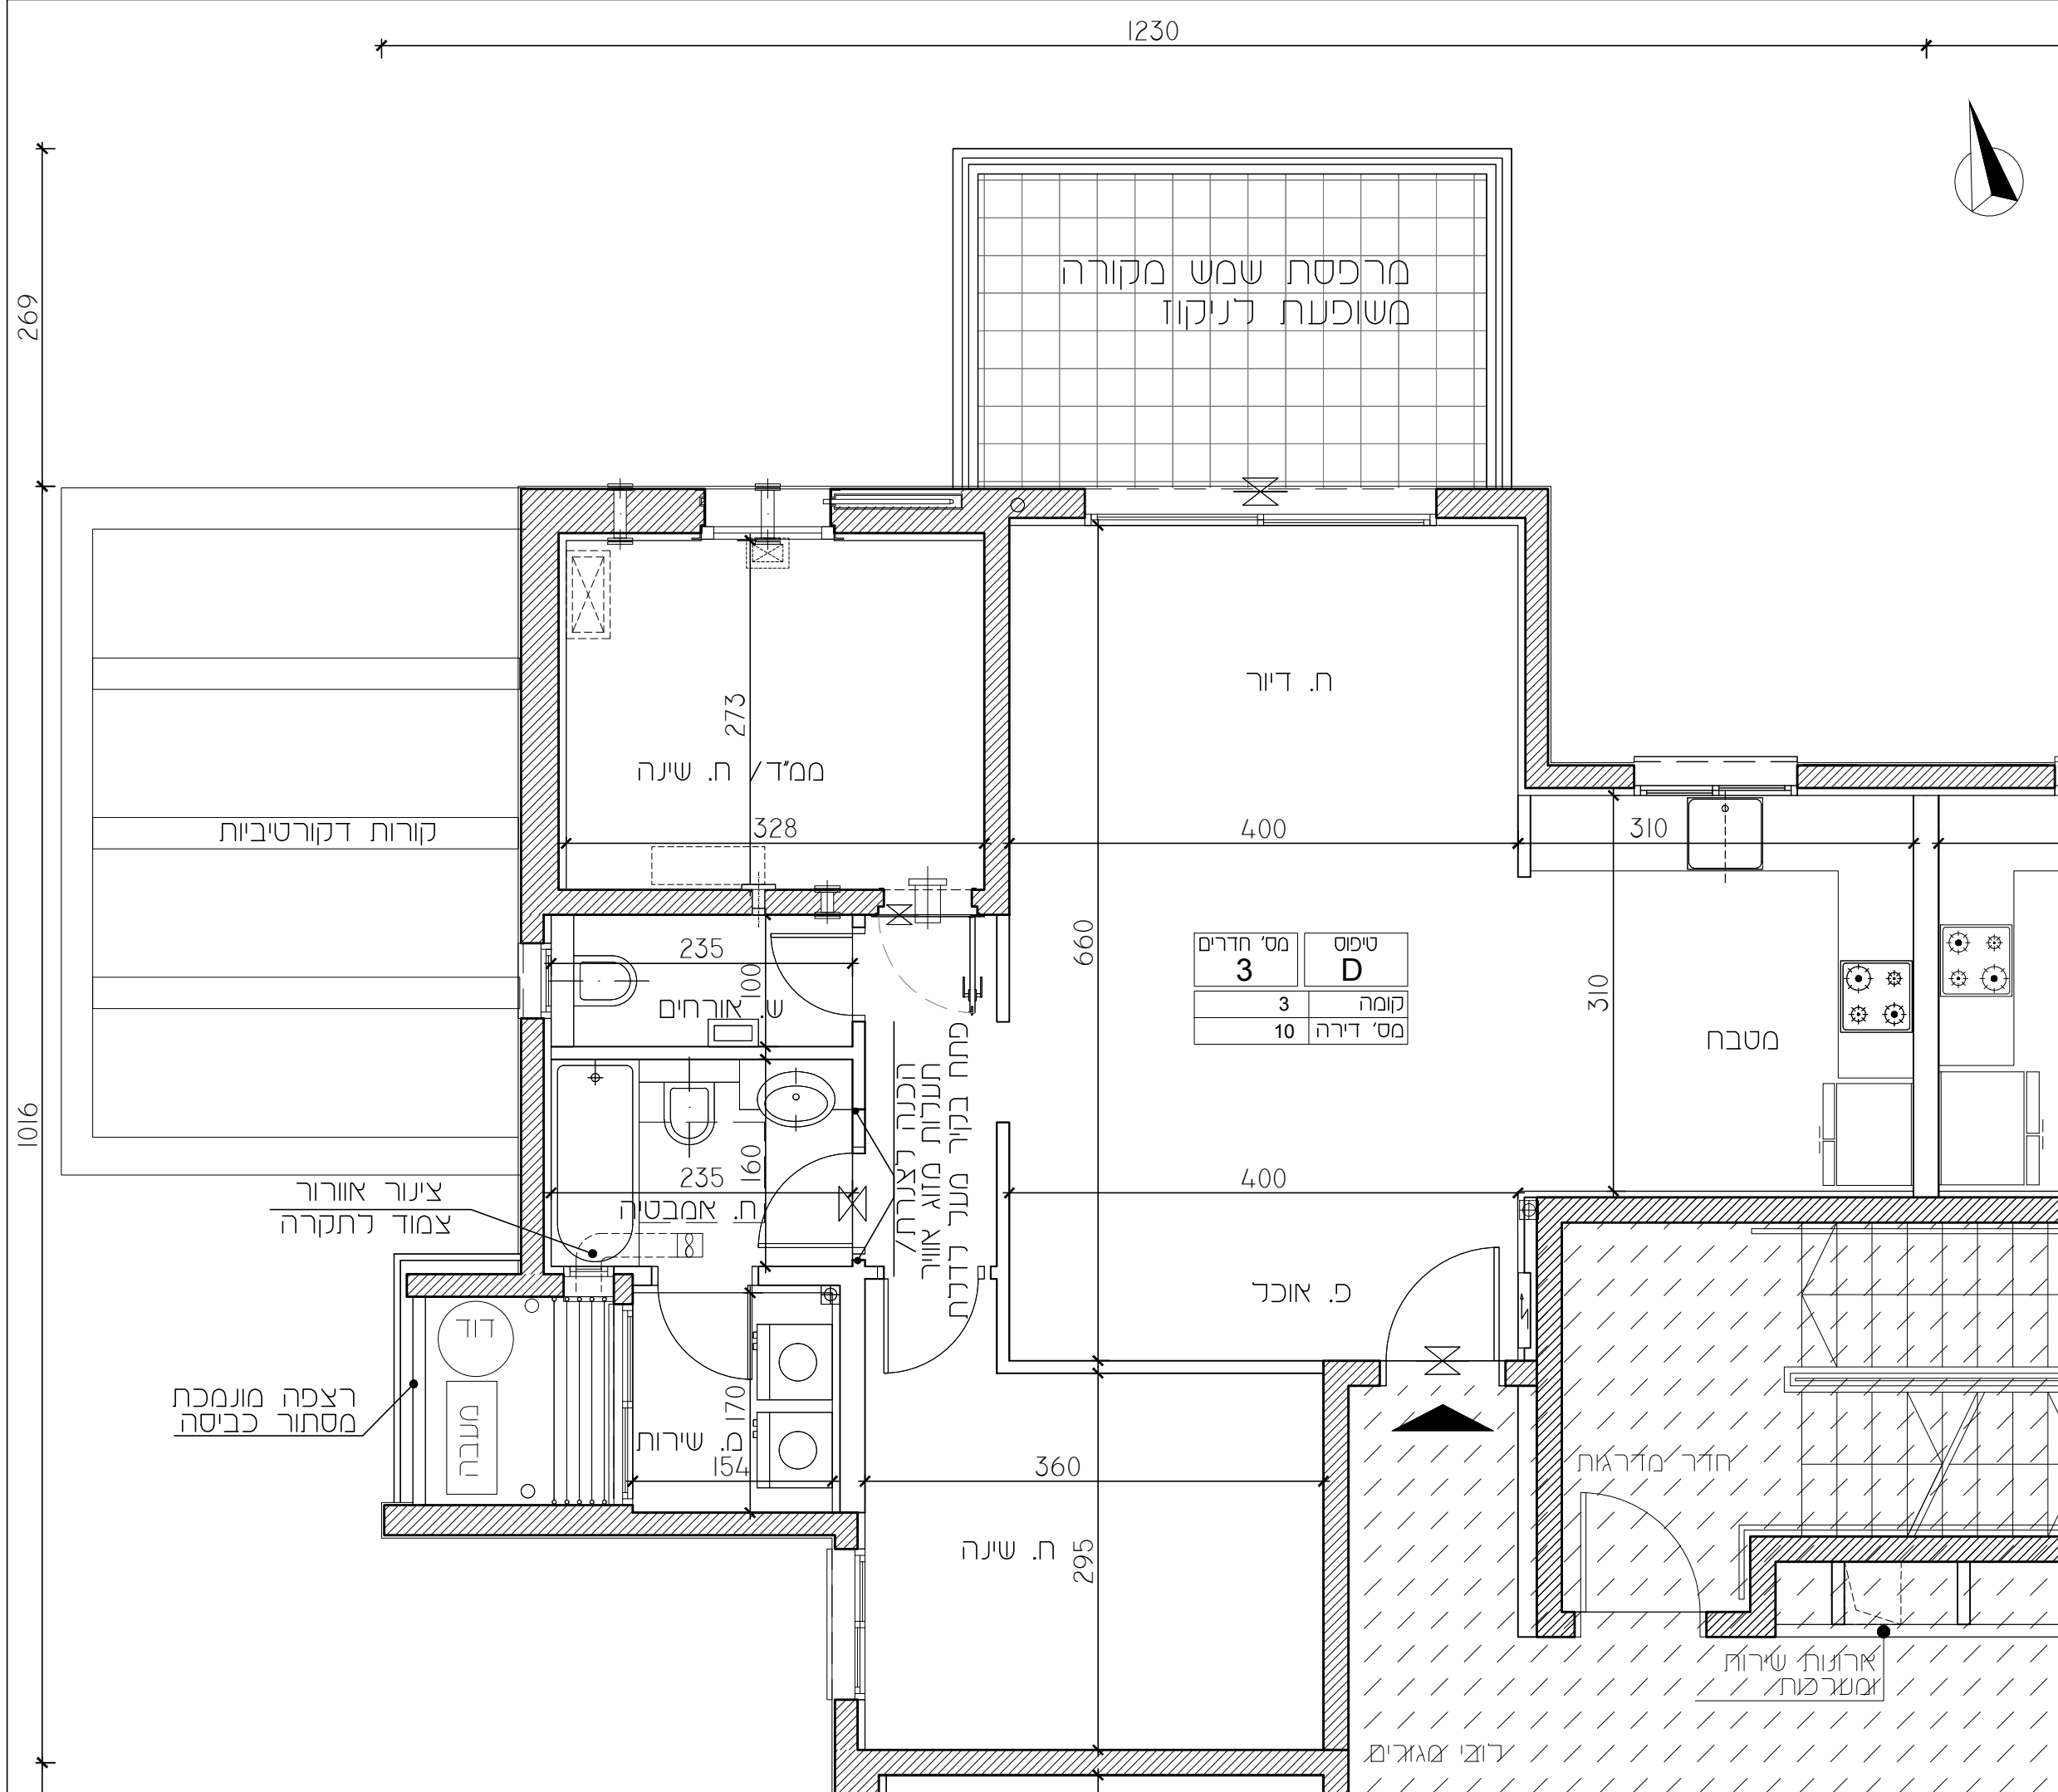 1230
269
מרפסת שמש מקורה
משופעת לניקוז
ח. דיור
273
ממ"ד/ ח. שינה
קורות דקורטיביות
328
400
310
660
מס' חדרים
3
טיפוס
D
קומה 3
מס' דירה 10
310
מטבח
235
100
ש. אורחים
הכנה לצנרת/
תעלות מזוג אוויר
פתח בקיר מעל לדלת
1016
160
235
ח. אמבטיה
400
צינור אוורור
צמוד לתקרה
פ. אוכל
דוד
מעבה
רצפה מונמכת
מסתור כביסה
170
מ. שירות
154
360
חדר מדרגות
ח. שינה
295
ארונות שירות
ומערכות
לובי מגורים